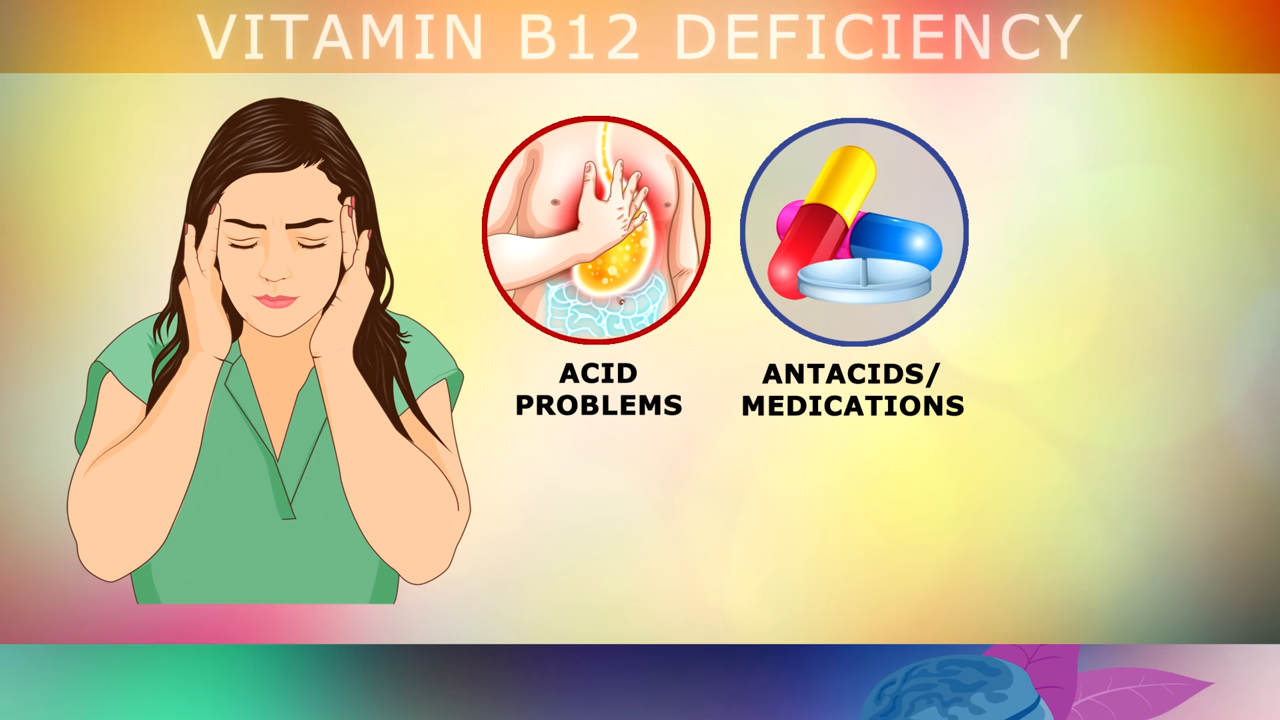 VITAMIN B12 DEFICIENCY
ACID
PROBLEMS
ANTACIDS/
MEDICATIONS